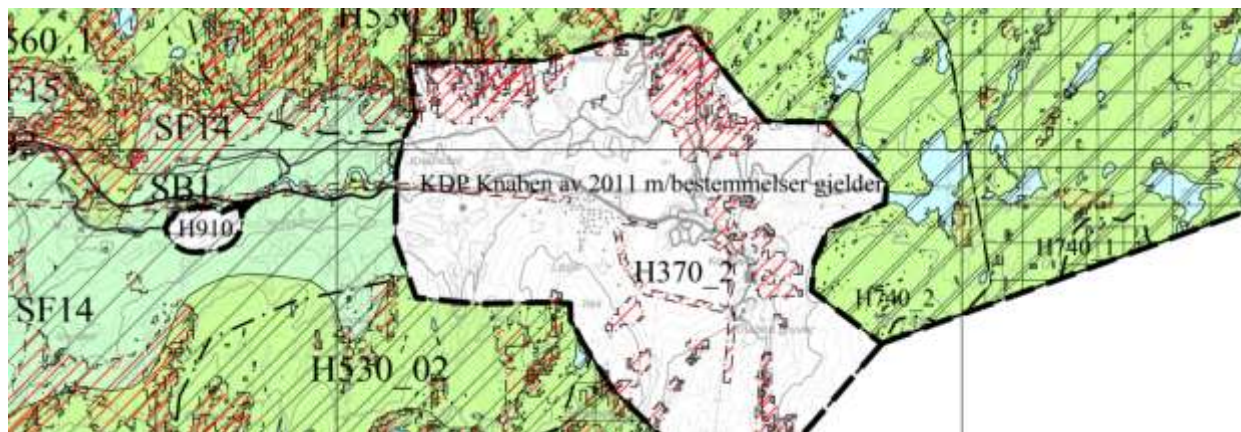 H530_01
560_1
F15
SF14
SB1
KDP Knaben av 2011 m/bestemmelser gjelder
H910
H740_1
H370_2
H740_2
SF14
H530_02